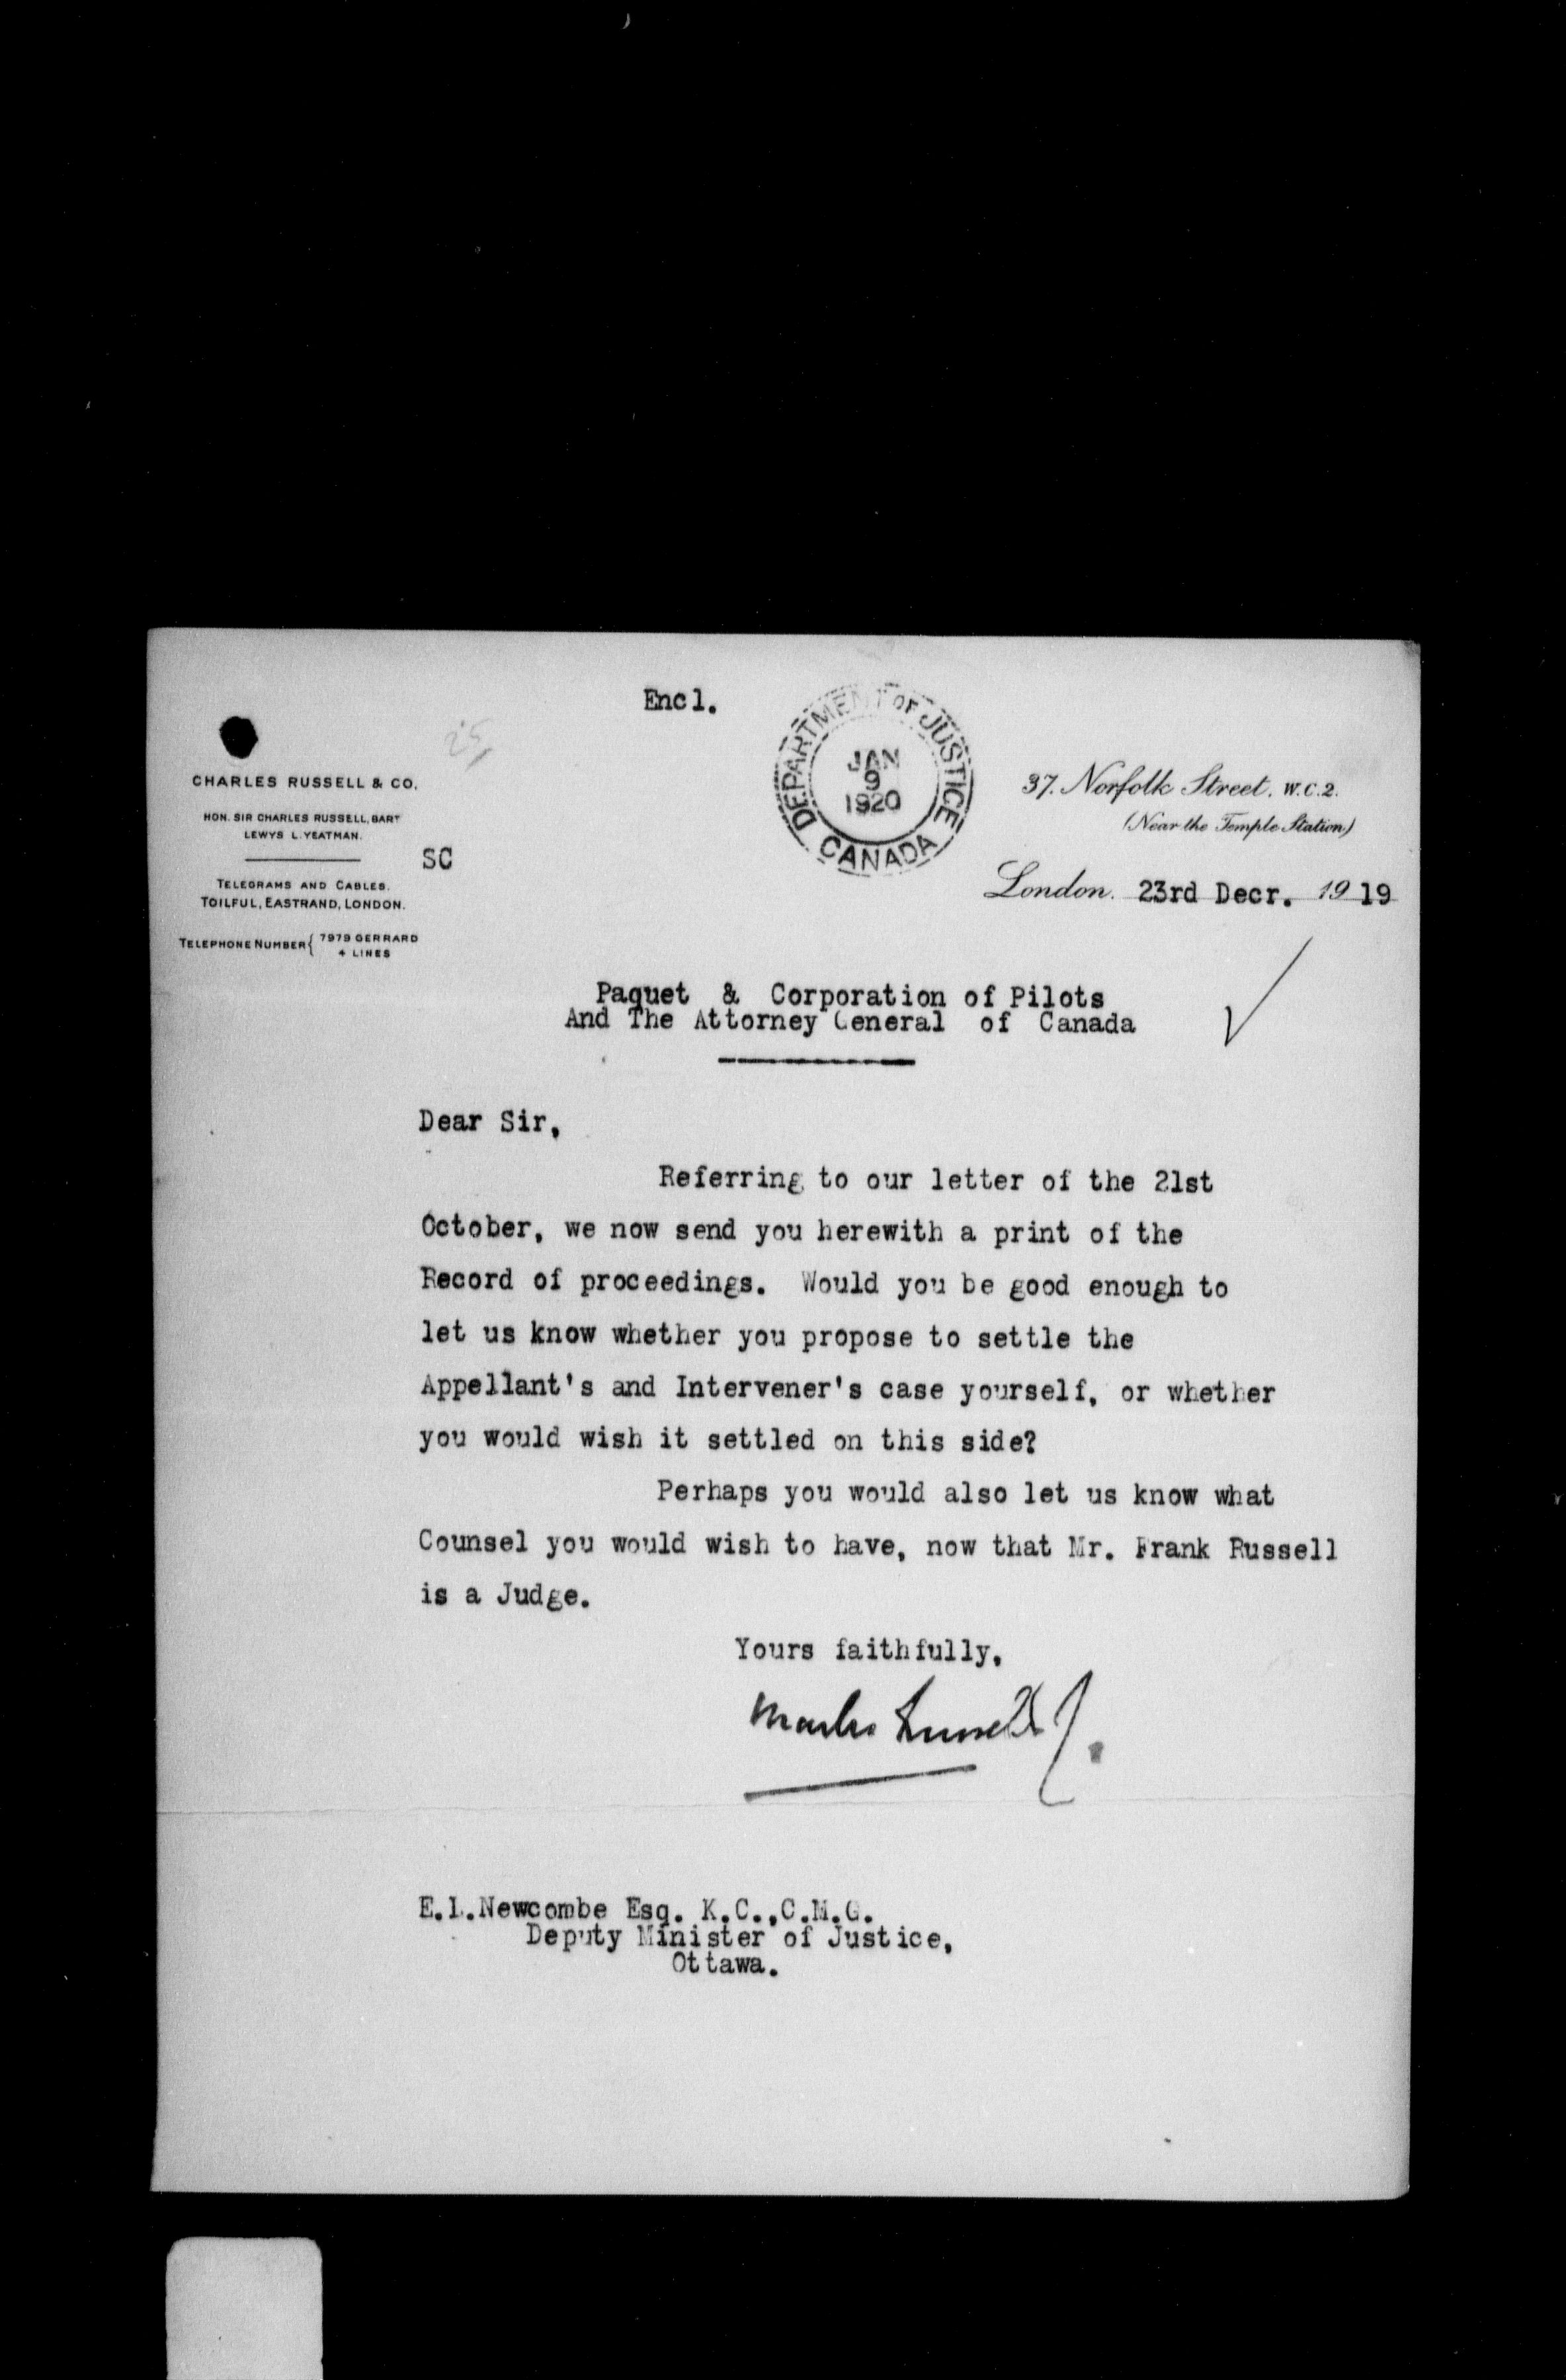 Encl.
25
DEPARTMENT OF JUSTICE
JAN
9
1920
CANADA
CHARLES RUSSELL & CO.
HON. SIR CHARLES RUSSELL, BART
LEWYS L. YEATMAN.
SC
TELEGRAMS AND CABLES.
TOILFUL, EASTRAND, LONDON.
TELEPHONE NUMBER { 7979 GERRARD
4 LINES
37. Norfolk Street. W.C.2.
(Near the Temple Station)
London. 23rd Decr. 1919
Paquet & Corporation of Pilots
And The Attorney General of Canada
Dear Sir,
Referring to our letter of the 21st
October, we now send you herewith a print of the
Record of proceedings. Would you be good enough to
let us know whether you propose to settle the
Appellant's and Intervener's case yourself, or whether
you would wish it settled on this side?
Perhaps you would also let us know what
Counsel you would wish to have, now that Mr. Frank Russell
is a Judge.
Yours faithfully,
Charles Russell & Co.
E.L.Newcombe Esq. K.C.,C.M.G.
Deputy Minister of Justice,
Ottawa.